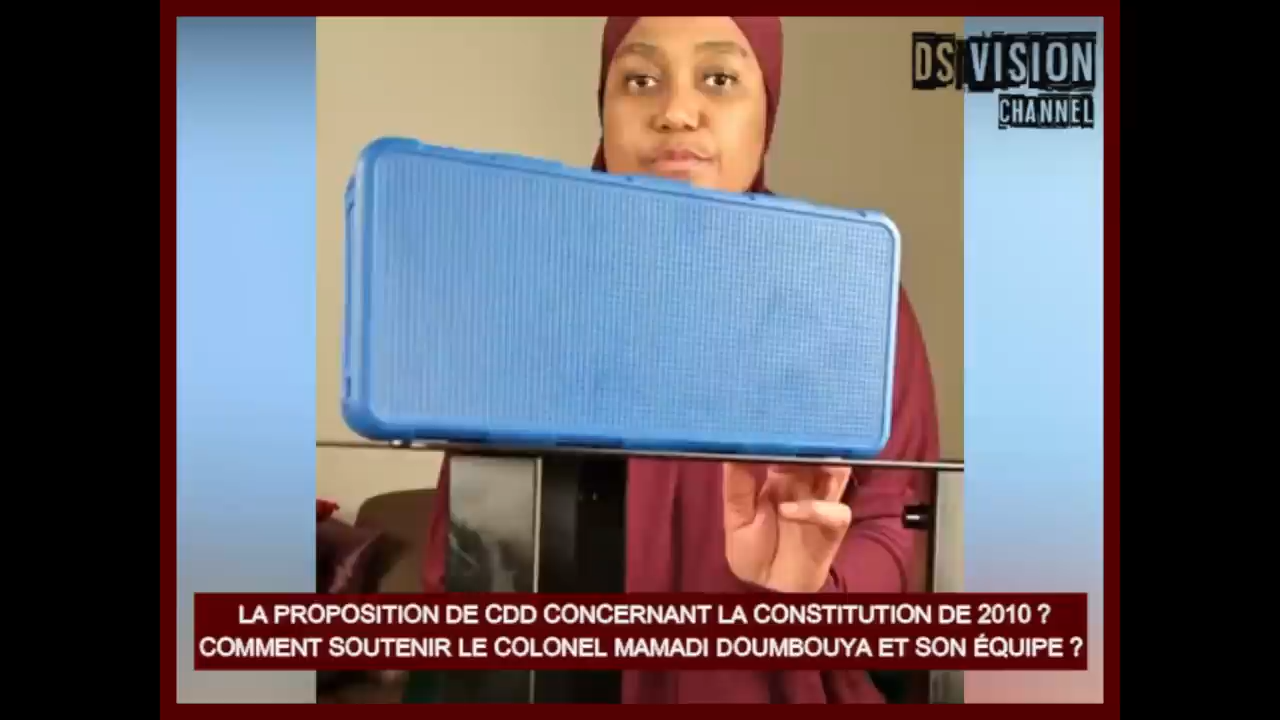 DS VISION
CHANNEL
LA PROPOSITION DE CDD CONCERNANT LA CONSTITUTION DE 2010 ?
COMMENT SOUTENIR LE COLONEL MAMADI DOUMBOUYA ET SON ÉQUIPE ?